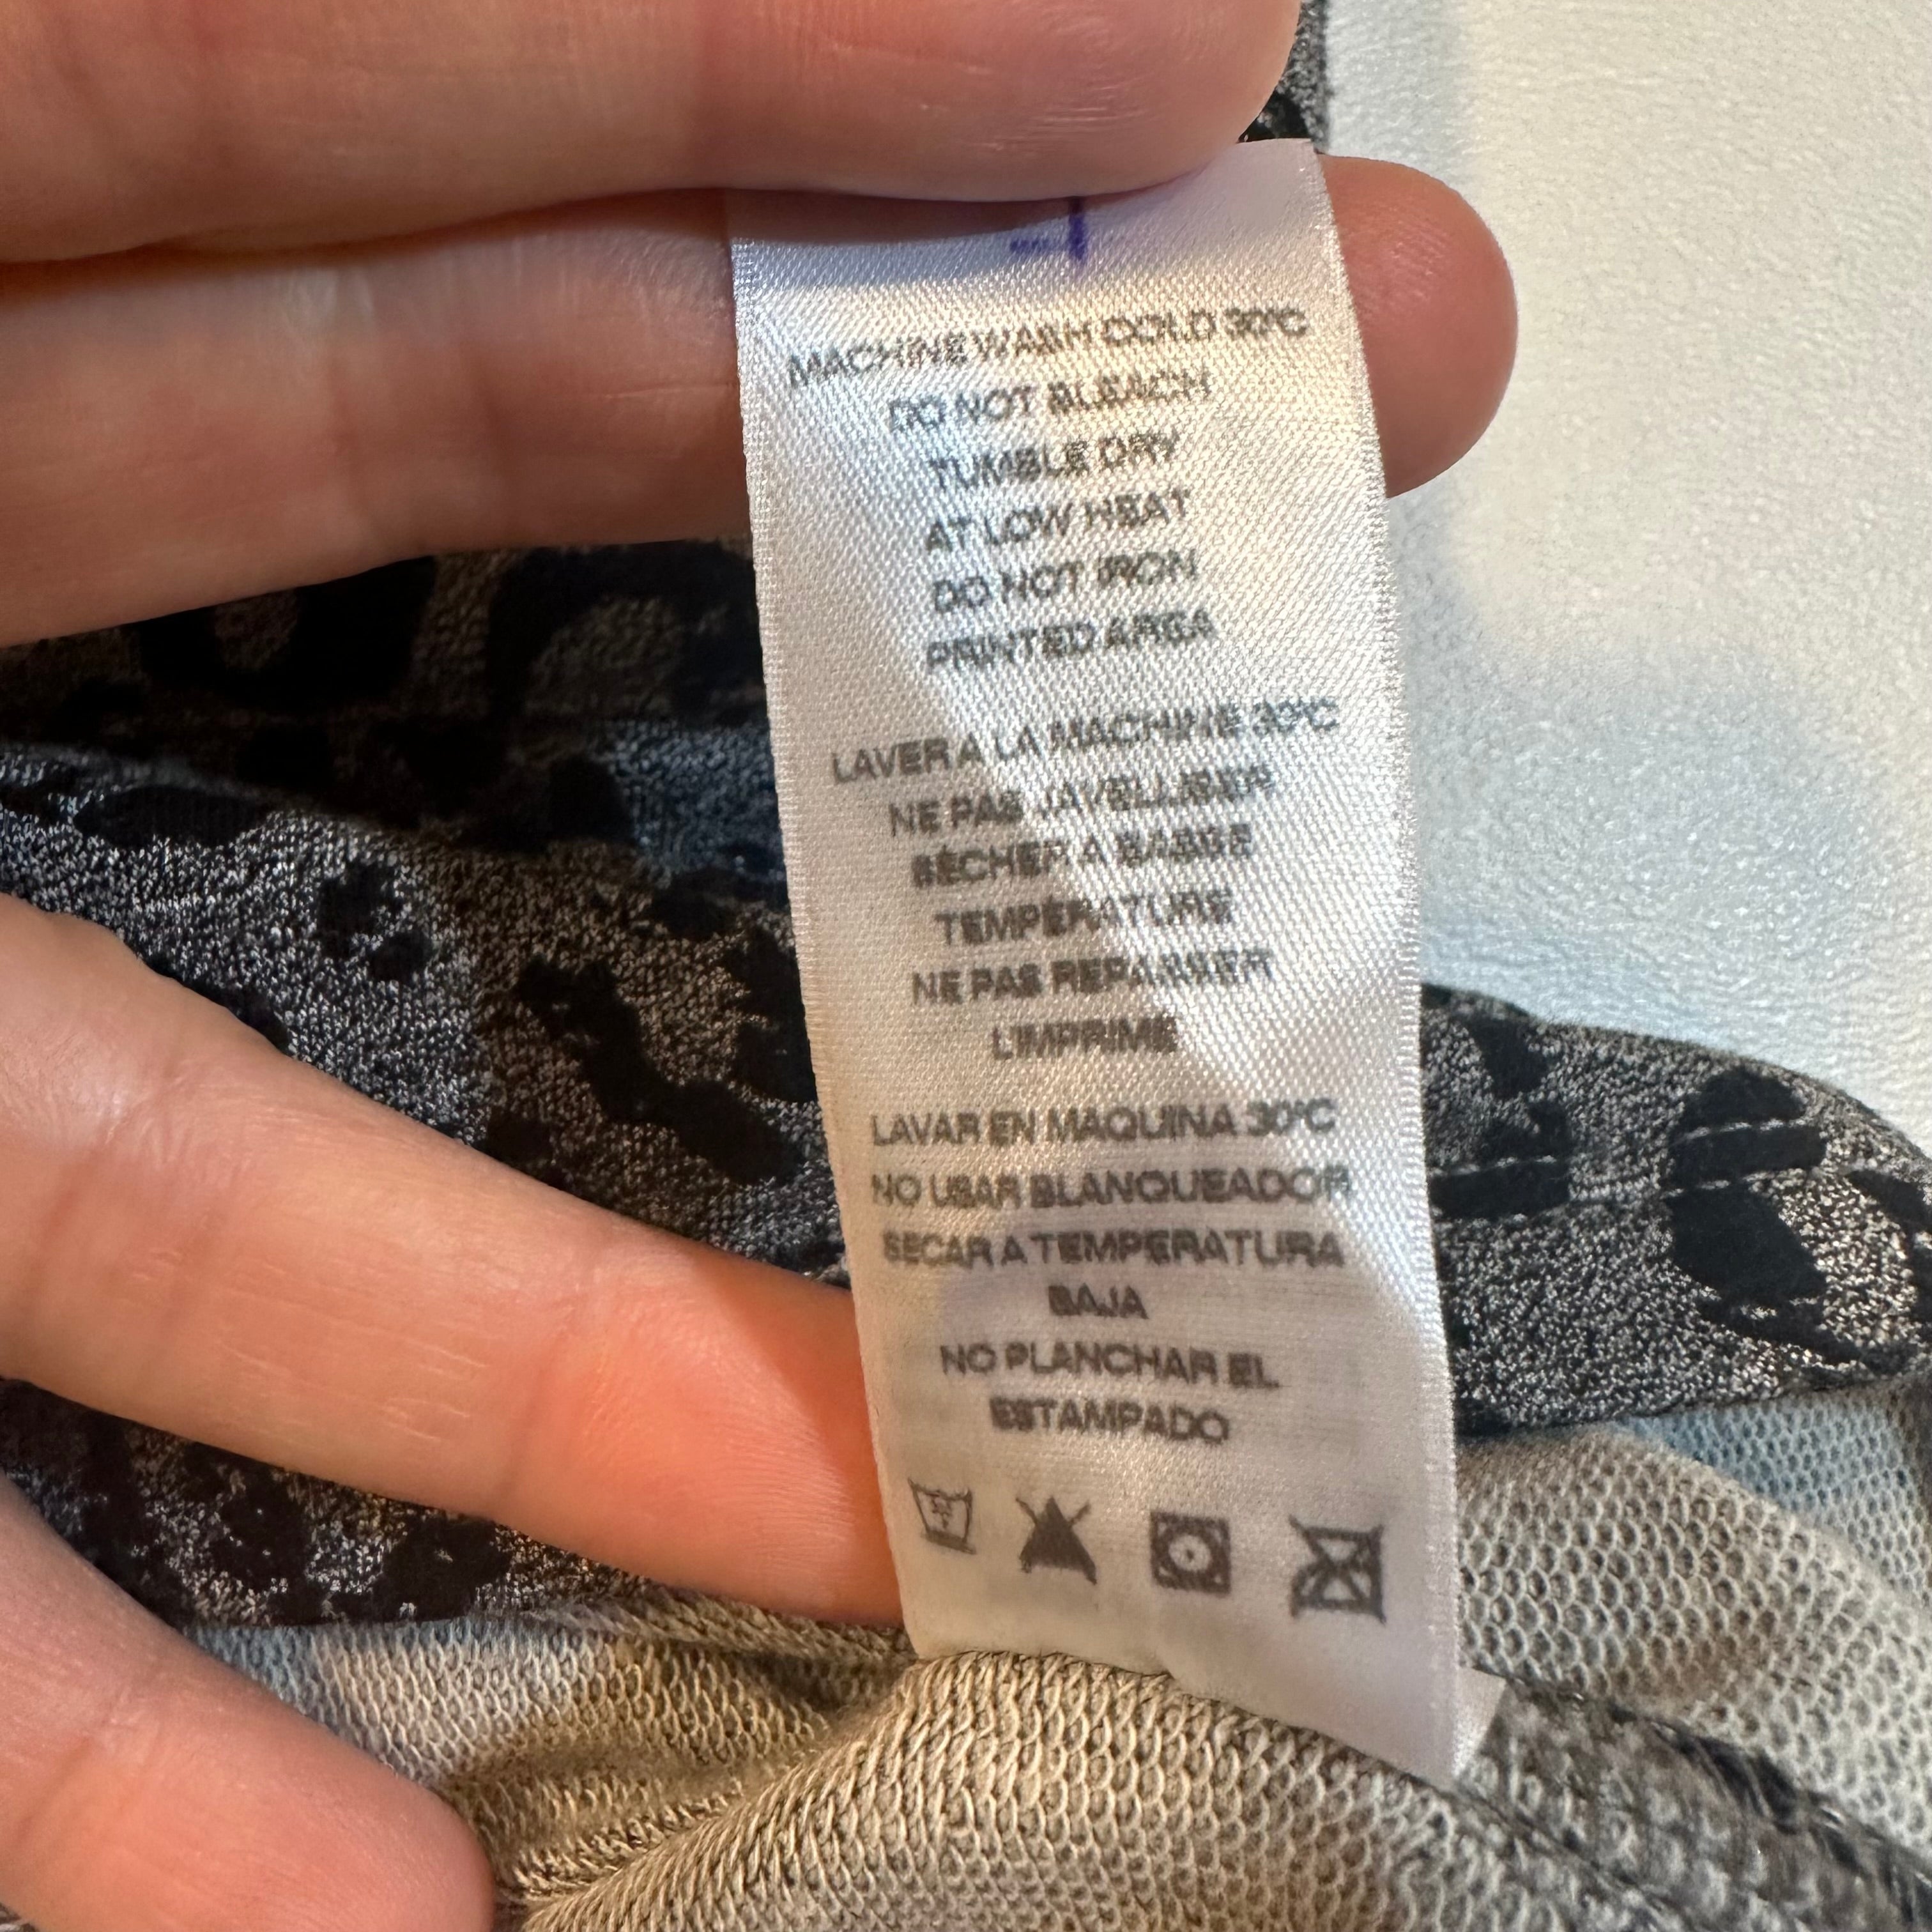 MACHINE WASH COLD 30°C
DO NOT BLEACH
TUMBLE DRY
AT LOW HEAT
DO NOT IRON
PRINTED AREA
LAVER A LA MACHINE 30°C
NE PAS JAVELLISER
SÉCHER A BASSE
TEMPÉRATURE
NE PAS REPASSER
L'IMPRIME
LAVAR EN MAQUINA 30°C
NO USAR BLANQUEADOR
SECAR A TEMPERATURA
BAJA
NO PLANCHAR EL
ESTAMPADO